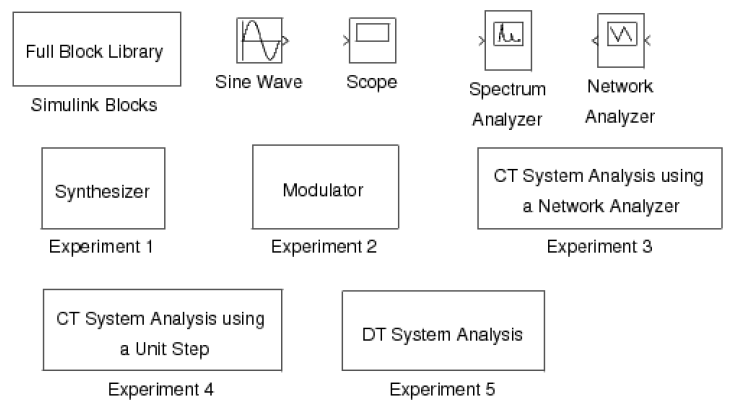 Full Block Library
Simulink Blocks
Sine Wave
Scope
Spectrum
Analyzer
Network
Analyzer
Synthesizer
Experiment 1
Modulator
Experiment 2
CT System Analysis using
a Network Analyzer
Experiment 3
CT System Analysis using
a Unit Step
Experiment 4
DT System Analysis
Experiment 5